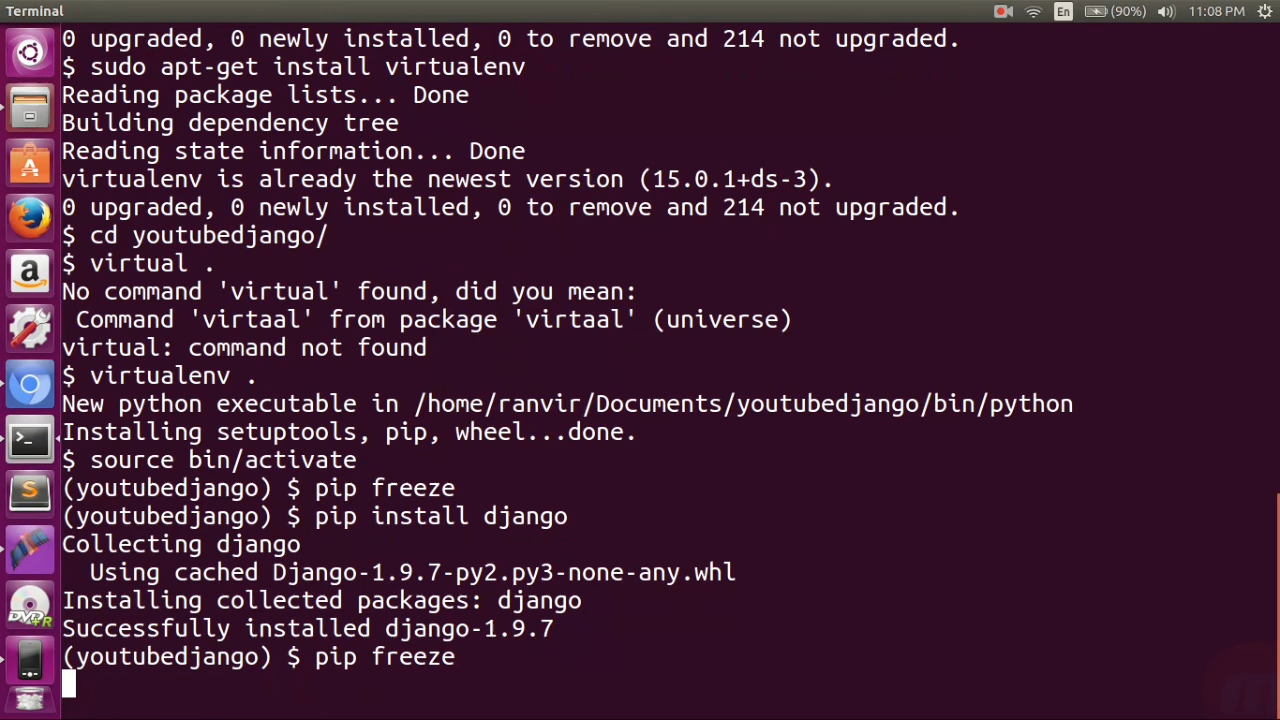 Terminal
En
(90%)
11:08 PM
0 upgraded, 0 newly installed, 0 to remove and 214 not upgraded.
$ sudo apt-get install virtualenv
Reading package lists... Done
Building dependency tree
Reading state information... Done
virtualenv is already the newest version (15.0.1+ds-3).
0 upgraded, 0 newly installed, 0 to remove and 214 not upgraded.
$ cd youtubedjango/
$ virtual .
No command 'virtual' found, did you mean:
 Command 'virtaal' from package 'virtaal' (universe)
virtual: command not found
$ virtualenv .
New python executable in /home/ranvir/Documents/youtubedjango/bin/python
Installing setuptools, pip, wheel...done.
$ source bin/activate
(youtubedjango) $ pip freeze
(youtubedjango) $ pip install django
Collecting django
  Using cached Django-1.9.7-py2.py3-none-any.whl
Installing collected packages: django
Successfully installed django-1.9.7
(youtubedjango) $ pip freeze